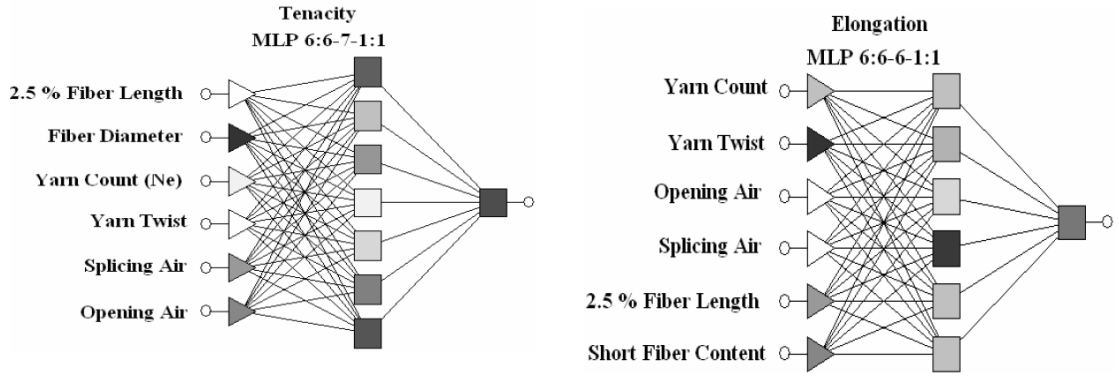 Tenacity
MLP 6:6-7-1:1
2.5 % Fiber Length
Fiber Diameter
Yarn Count (Ne)
Yarn Twist
Splicing Air
Opening Air
Elongation
MLP 6:6-6-1:1
Yarn Count
Yarn Twist
Opening Air
Splicing Air
2.5 % Fiber Length
Short Fiber Content